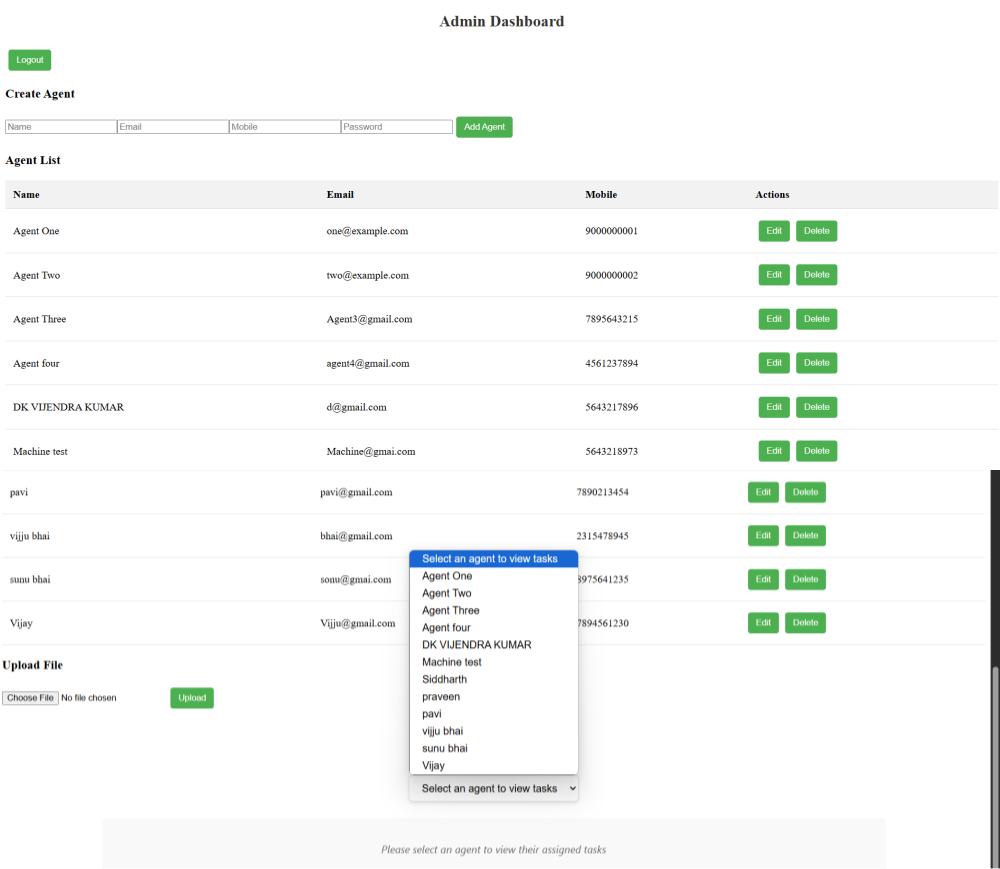 Admin Dashboard
Logout
Create Agent
Name Email Mobile Password Add Agent
Agent List
Name Email Mobile Actions
Agent One one@example.com 9000000001 Edit Delete
Agent Two two@example.com 9000000002 Edit Delete
Agent Three Agent3@gmail.com 7895643215 Edit Delete
Agent four agent4@gmail.com 4561237894 Edit Delete
DK VIJENDRA KUMAR d@gmail.com 5643217896 Edit Delete
Machine test Machine@gmai.com 5643218973 Edit Delete
pavi pavi@gmail.com 7890213454 Edit Delete
vijju bhai bhai@gmail.com 2315478945 Edit Delete
sunu bhai sonu@gmai.com 8975641235 Edit Delete
Vijay Vijju@gmail.com 7894561230 Edit Delete
Upload File
Choose File No file chosen Upload
Select an agent to view tasks
Agent One
Agent Two
Agent Three
Agent four
DK VIJENDRA KUMAR
Machine test
Siddharth
praveen
pavi
vijju bhai
sunu bhai
Vijay
Select an agent to view tasks
Please select an agent to view their assigned tasks